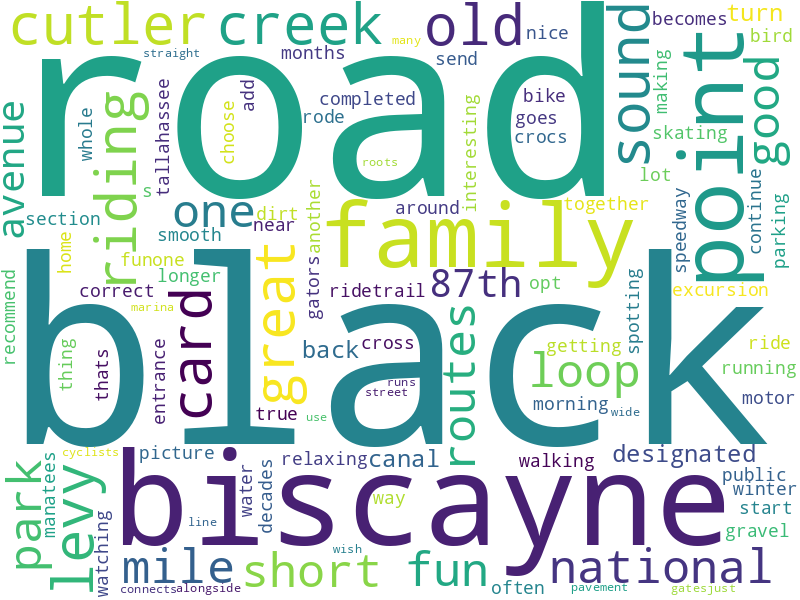 cutler
creek
old
nice
becomes
turn
straight
months
send
many
bird
road
sound
point
good
making
skating
lot
avenue
whole
riding
s
tallahassee
choose
add
completed
rode
roots
bike
goes
crocs
interesting
section
one
smooth
dirt
near
another
around
family
together
speedway
continue
parking
home
funone
longer
great
gators
ridetrail
87th
opt
spotting
excursion
recommend
correct
marina
card
black
thing
thats
entrance
back
cross
runs
street
true
use
routes
getting
loop
morning
wide
ride
running
motor
cyclists
picture
relaxing
canal
walking
designated
park
manatees
levy
watching
water
decades
line
way
biscayne
public
winter
start
gravel
wish
mile
short
fun
national
connects
alongside
often
pavement
gatesjust